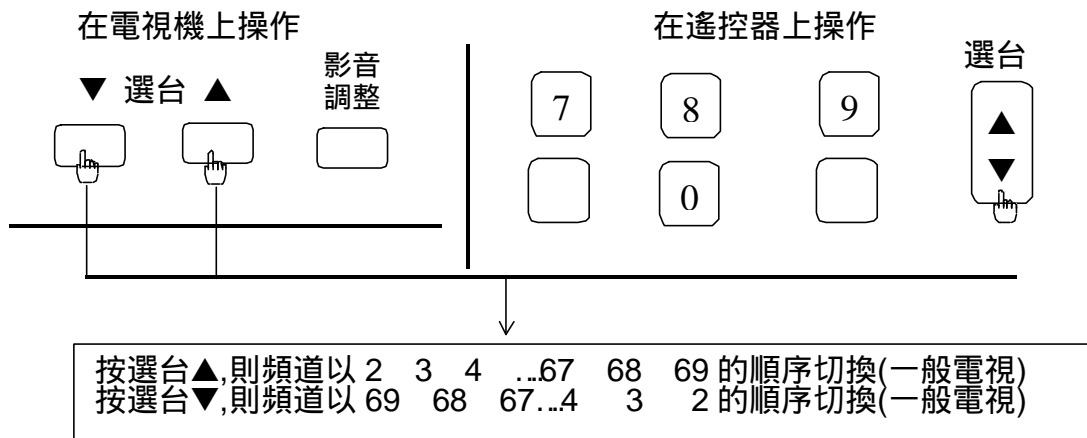 在電視機上操作
▼ 選台 ▲
影音
調整
在遙控器上操作
選台
7 8 9
▲
0
▼
按選台▲,則頻道以 2 3 4 ....67 68 69 的順序切換(一般電視)
按選台▼,則頻道以 69 68 67....4 3 2 的順序切換(一般電視)